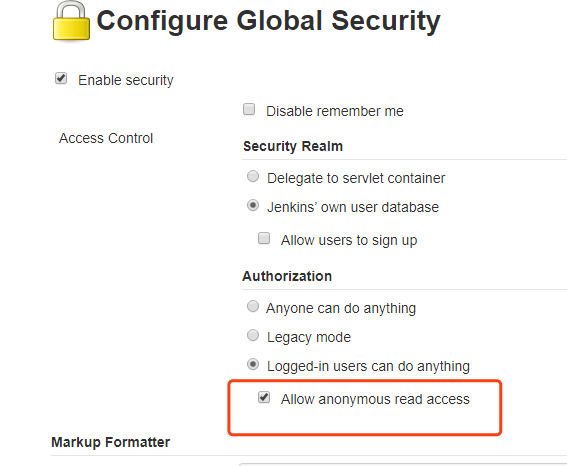 Configure Global Security
Enable security
Disable remember me
Access Control
Security Realm
Delegate to servlet container
Jenkins’ own user database
Allow users to sign up
Authorization
Anyone can do anything
Legacy mode
Logged-in users can do anything
Allow anonymous read access
Markup Formatter